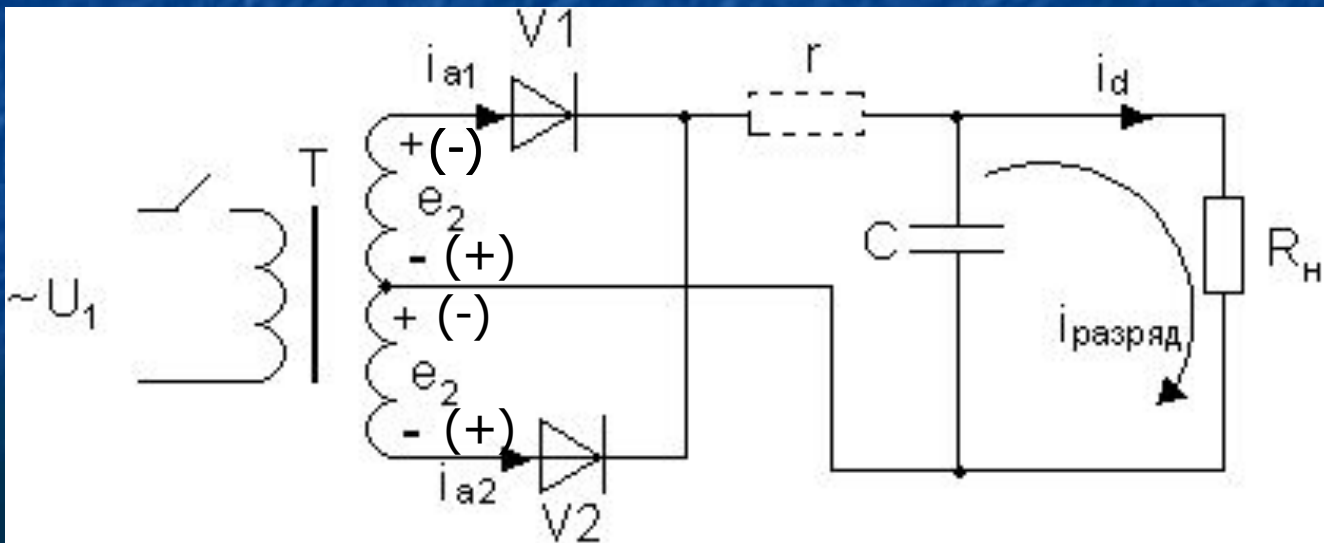 V1
i a1
r
i d
T
+ (-)
e 2
- (+)
~U 1
C
R н
+ (-)
i разряд
e 2
- (+)
i a2
V2